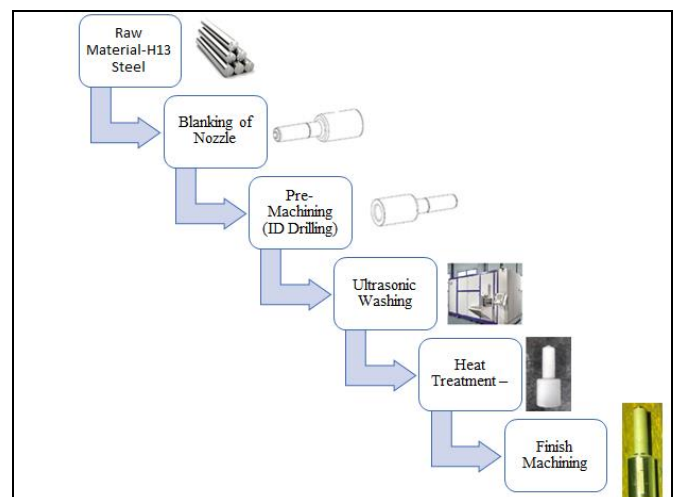 Raw
Material-H13
Steel
Blanking of
Nozzle
Pre-
Machining
(ID Drilling)
Ultrasonic
Washing
Heat
Treatment –
Finish
Machining